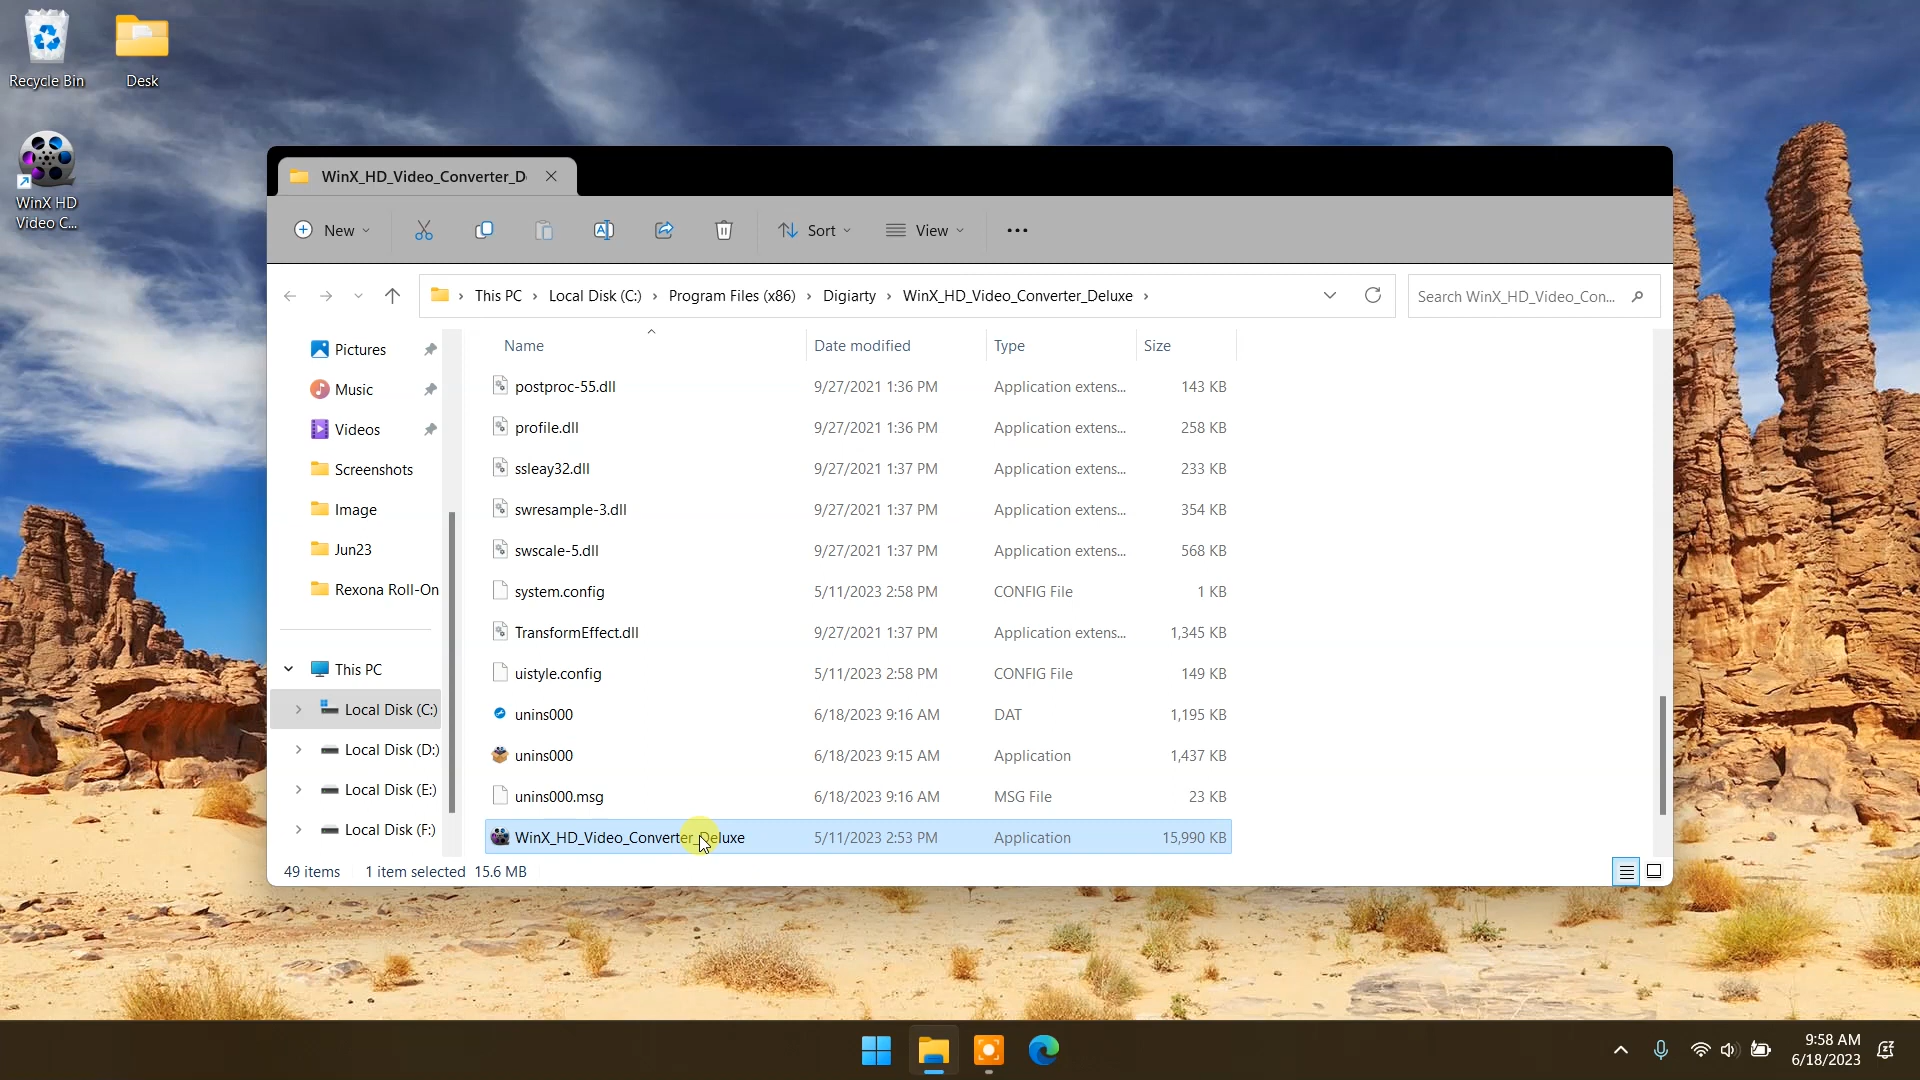 Recycle Bin
Desk
WinX HD
Video C...
WinX_HD_Video_Converter_D
New
Sort
View
This PC
Local Disk (C:)
Program Files (x86)
Digiarty
WinX_HD_Video_Converter_Deluxe
Search WinX_HD_Video_Con...
Pictures
Music
Videos
Screenshots
Image
Jun23
Rexona Roll-On
This PC
Local Disk (C:)
Local Disk (D:)
Local Disk (E:)
Local Disk (F:)
Name Date modified Type Size
postproc-55.dll 9/27/2021 1:36 PM Application extens... 143 KB
profile.dll 9/27/2021 1:36 PM Application extens... 258 KB
ssleay32.dll 9/27/2021 1:37 PM Application extens... 233 KB
swresample-3.dll 9/27/2021 1:37 PM Application extens... 354 KB
swscale-5.dll 9/27/2021 1:37 PM Application extens... 568 KB
system.config 5/11/2023 2:58 PM CONFIG File 1 KB
TransformEffect.dll 9/27/2021 1:37 PM Application extens... 1,345 KB
uistyle.config 5/11/2023 2:58 PM CONFIG File 149 KB
unins000 6/18/2023 9:16 AM DAT 1,195 KB
unins000 6/18/2023 9:15 AM Application 1,437 KB
unins000.msg 6/18/2023 9:16 AM MSG File 23 KB
WinX_HD_Video_Converter_Deluxe 5/11/2023 2:53 PM Application 15,990 KB
49 items 1 item selected 15.6 MB
9:58 AM
6/18/2023